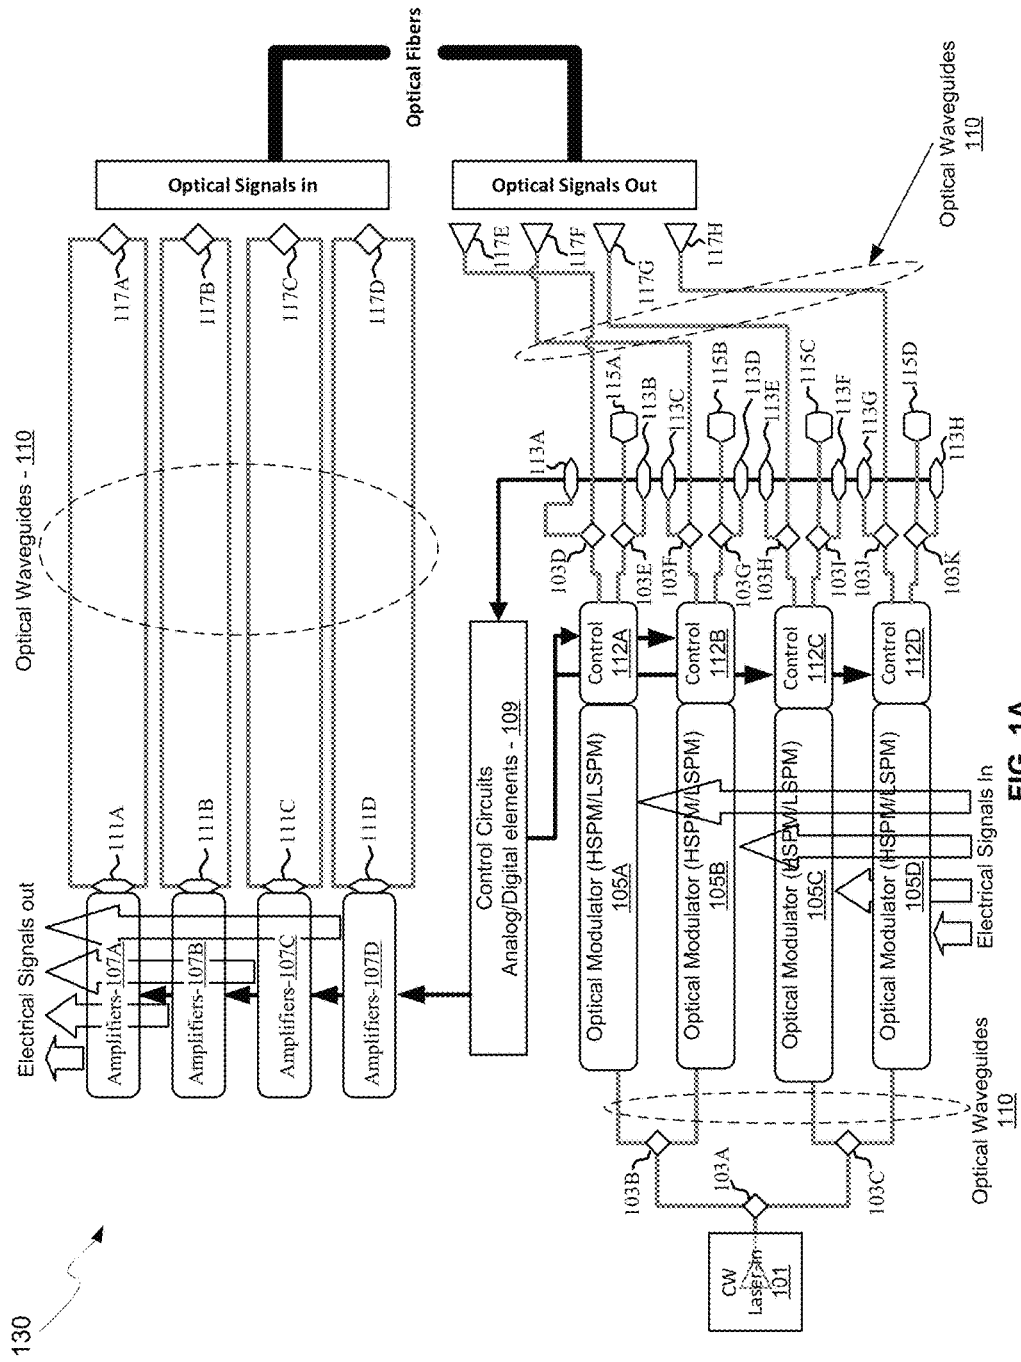 130
Electrical Signals out
Amplifiers-107A
Amplifiers-107B
Amplifiers-107C
Amplifiers-107D
111A
111B
111C
111D
Optical Waveguides - 110
117A
117B
117C
117D
Optical Signals in
Optical Fibers
Optical Signals Out
117E
117F
117G
117H
Optical Waveguides
110
Control Circuits
Analog/Digital elements - 109
CW
Laser-in
101
103A
103B
103C
Optical Waveguides
110
Optical Modulator (HSPM/LSPM)
105A
Optical Modulator (HSPM/LSPM)
105B
Optical Modulator (HSPM/LSPM)
105C
Optical Modulator (HSPM/LSPM)
105D
Electrical Signals In
Control
112A
Control
112B
Control
112C
Control
112D
103D
103E
103F
103G
103H
103I
103J
103K
113A
113B
113C
113D
113E
113F
113G
113H
115A
115B
115C
115D
FIG. 1A